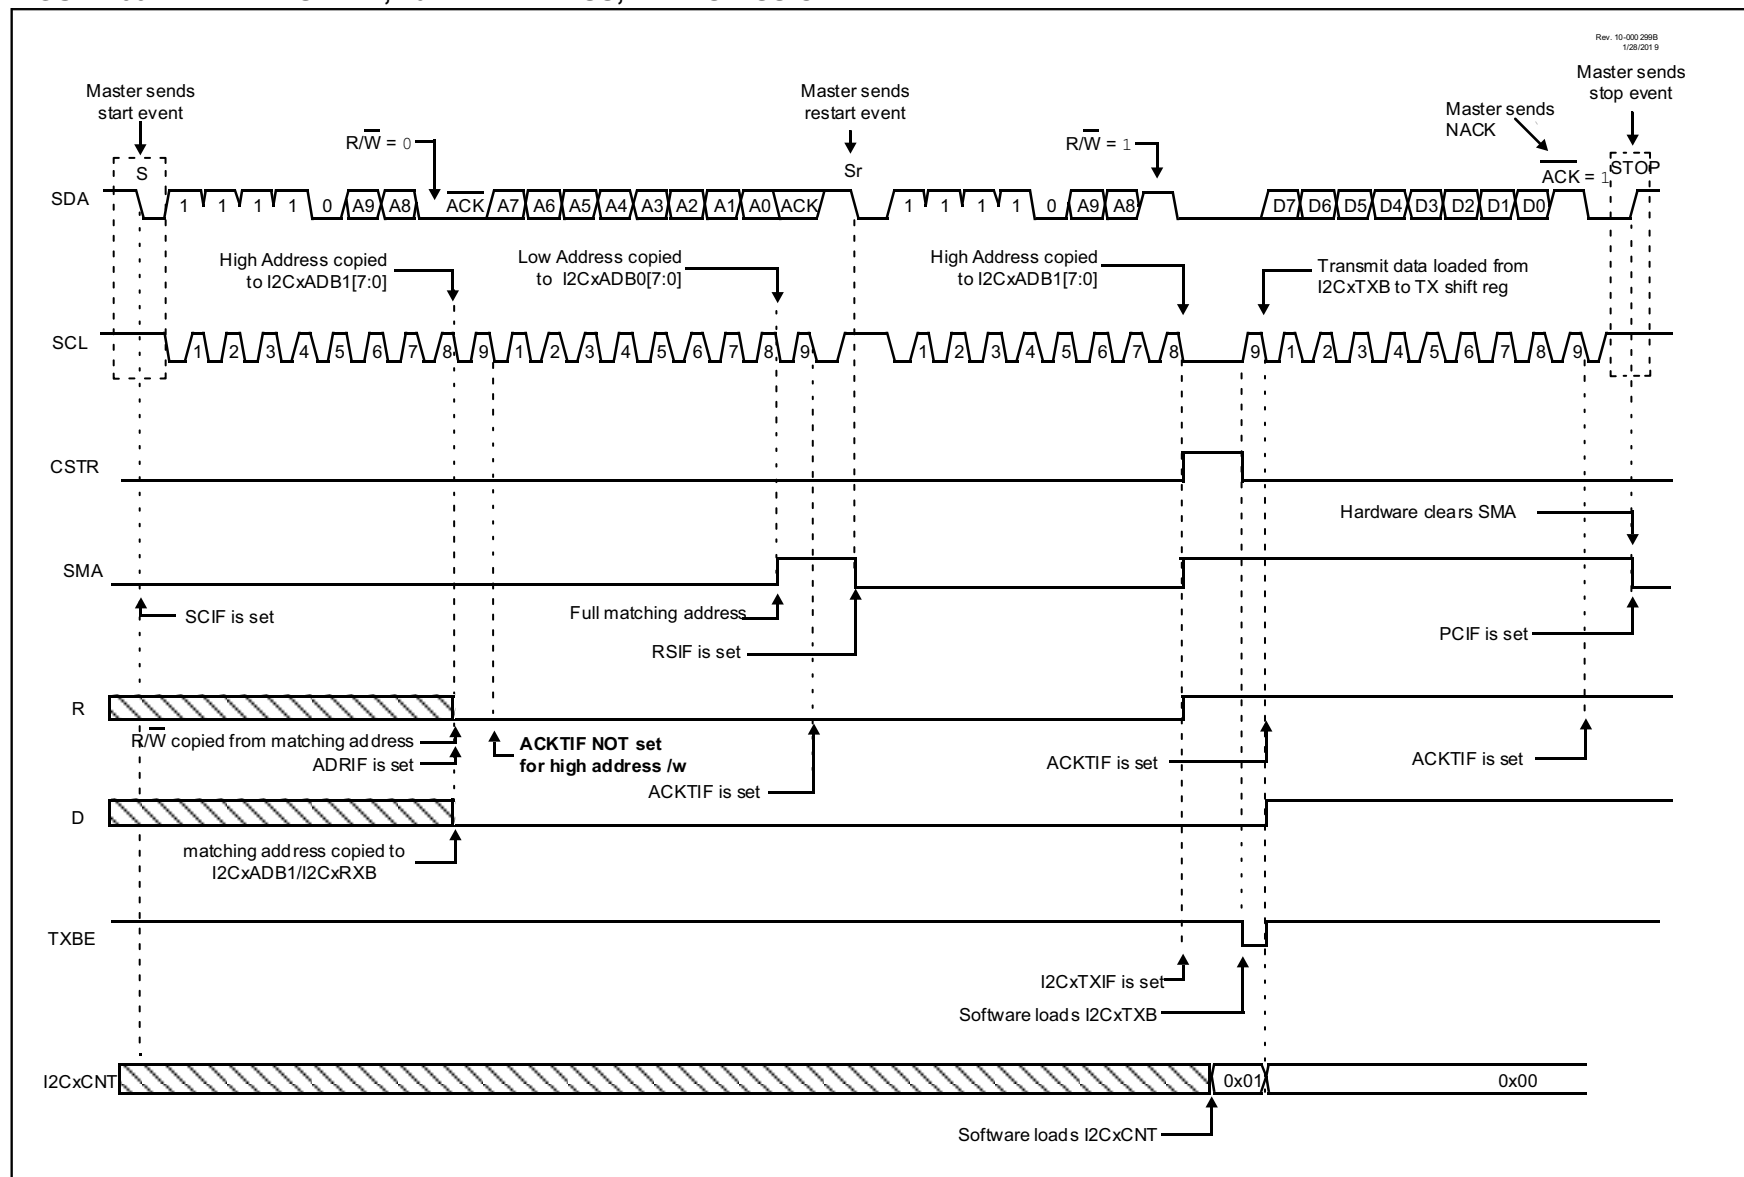 Rev. 10-000 299B
1/28/201 9
Master sends
start event
Master sends
restart event
Master sends
stop event
Master sends
NACK
R/W = 0
R/W = 1
S
Sr
STOP
ACK = 1
SDA
1 1 1 1 0 A9 A8 ACK A7 A6 A5 A4 A3 A2 A1 A0 ACK 1 1 1 1 0 A9 A8 D7 D6 D5 D4 D3 D2 D1 D0
High Address copied
to I2CxADB1[7:0]
Low Address copied
to I2CxADB0[7:0]
High Address copied
to I2CxADB1[7:0]
Transmit data loaded from
I2CxTXB to TX shift reg
SCL
1 2 3 4 5 6 7 8 9 1 2 3 4 5 6 7 8 9 1 2 3 4 5 6 7 8 9 1 2 3 4 5 6 7 8 9
CSTR
Hardware clears SMA
SMA
SCIF is set
Full matching address
RSIF is set
PCIF is set
R
R/W copied from matching address
ADRIF is set
ACKTIF NOT set
for high address /w
ACKTIF is set
ACKTIF is set
ACKTIF is set
D
matching address copied to
I2CxADB1/I2CxRXB
TXBE
I2CxTXIF is set
Software loads I2CxTXB
I2CxCNT
0x01
0x00
Software loads I2CxCNT